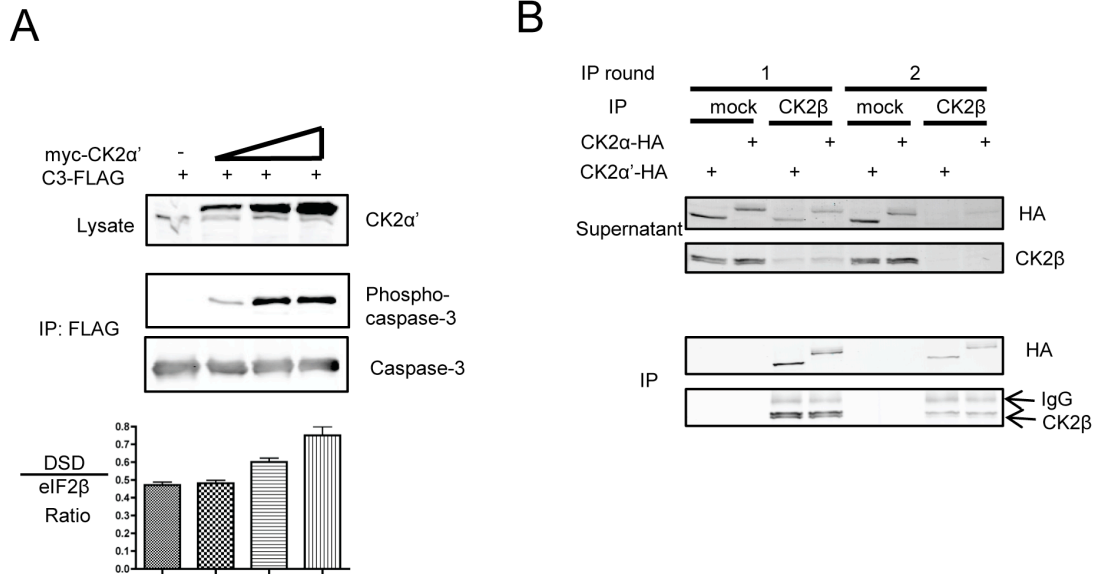 A
myc-CK2α’ -
C3-FLAG + + + +
Lysate CK2α’
IP: FLAG
Phospho-
caspase-3
Caspase-3
DSD
eIF2β
Ratio
0.8
0.7
0.6
0.5
0.4
0.3
0.2
0.1
0.0
B
IP round 1 2
IP mock CK2β mock CK2β
CK2α-HA + + + +
CK2α’-HA + + + +
Supernatant
HA
CK2β
IP
HA
IgG
CK2β